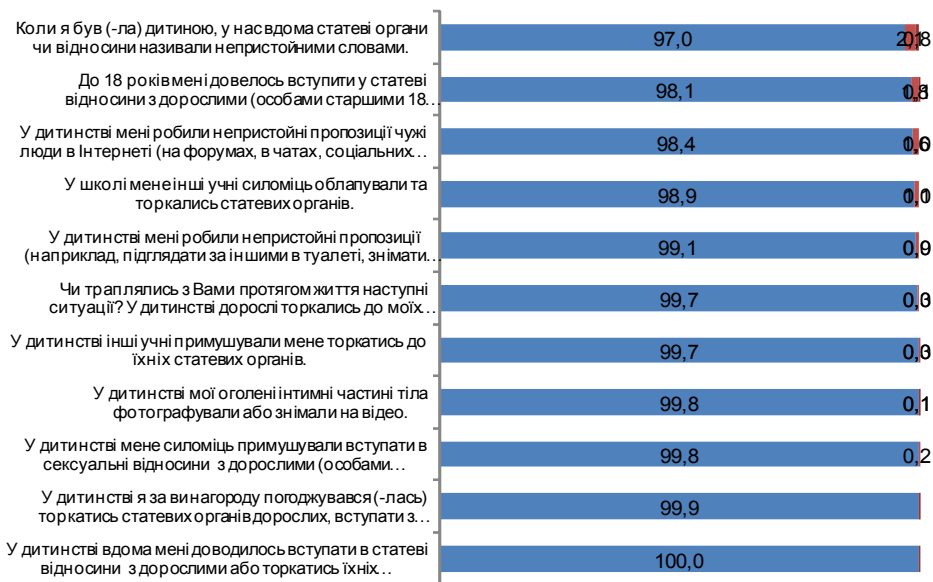 Коли я був (-ла) дитиною, у нас вдома статеві органи
чи відносини називали непристойними словами.
97,0
До 18 років мені довелось вступити у статеві
відносини з дорослими (особами старшими 18…
98,1
У дитинстві мені робили непристойні пропозиції чужі
люди в Інтернеті (на форумах, в чатах, соціальних…
98,4
У школі мене інші учні силоміць облапували та
торкались статевих органів.
98,9
У дитинстві мені робили непристойні пропозиції
(наприклад, підглядати за іншими в туалеті, знімати…
99,1
Чи траплялись з Вами протягом життя наступні
ситуації? У дитинстві дорослі торкались до моїх…
99,7
У дитинстві інші учні примушували мене торкатись до
їхніх статевих органів.
99,7
У дитинстві мої оголені інтимні частині тіла
фотографували або знімали на відео.
99,8 0,1
У дитинстві мене силоміць примушували вступати в
сексуальні відносини з дорослими (особами…
99,8 0,2
У дитинстві я за винагороду погоджувався (-лась)
торкатись статевих органів дорослих, вступати з…
99,9
У дитинстві вдома мені доводилось вступати в статеві
відносини з дорослими або торкатись їхніх…
100,0